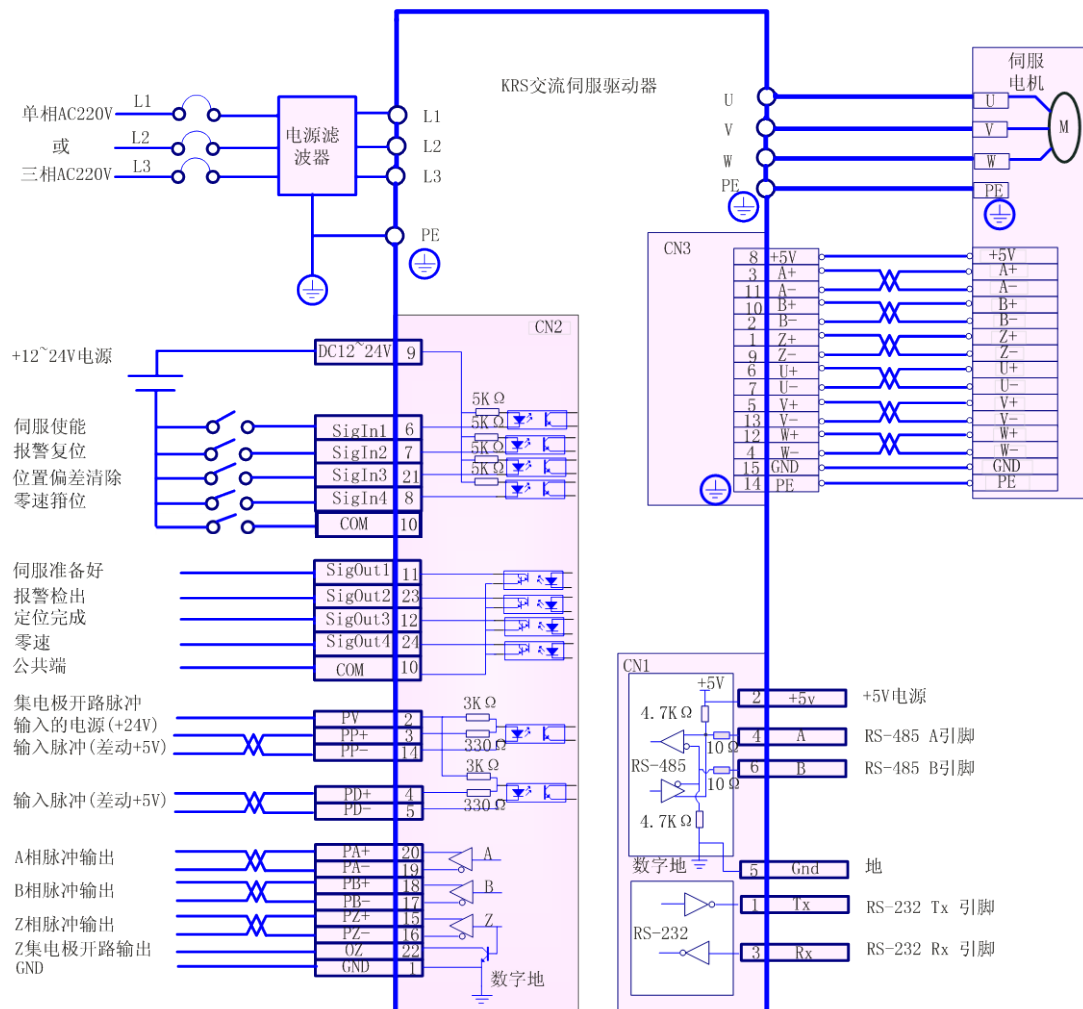 KRS交流伺服驱动器
单相AC220V
或
三相AC220V
L1
L2
L3
电源滤
波器
L1
L2
L3
PE
U
V
W
PE
伺服
电机
U
V
W
PE
M
CN3
8 +5V
3 A+
11 A-
10 B+
2 B-
1 Z+
9 Z-
6 U+
7 U-
5 V+
13 V-
12 W+
4 W-
15 GND
14 PE
+5V
A+
A-
B+
B-
Z+
Z-
U+
U-
V+
V-
W+
W-
GND
PE
CN2
+12~24V电源
DC12~24V 9
伺服使能
SigIn1 6
报警复位
SigIn2 7
位置偏差清除
SigIn3 21
零速箝位
SigIn4 8
COM 10
5KΩ
5KΩ
5KΩ
5KΩ
伺服准备好
SigOut1 11
报警检出
SigOut2 23
定位完成
SigOut3 12
零速
SigOut4 24
公共端
COM 10
集电极开路脉冲
输入的电源(+24V)
PV 2
输入脉冲(差动+5V)
PP+ 3
PP- 14
3KΩ
330Ω
3KΩ
330Ω
输入脉冲(差动+5V)
PD+ 4
PD- 5
A相脉冲输出
PA+ 20
PA- 19
A
B相脉冲输出
PB+ 18
PB- 17
B
Z相脉冲输出
PZ+ 15
PZ- 16
Z
Z集电极开路输出
OZ 22
GND
GND 1
数字地
CN1
+5V
4.7KΩ
10Ω
RS-485
10Ω
4.7KΩ
数字地
RS-232
2 +5v
+5V电源
4 A
RS-485 A引脚
6 B
RS-485 B引脚
5 Gnd
地
1 Tx
RS-232 Tx 引脚
3 Rx
RS-232 Rx 引脚